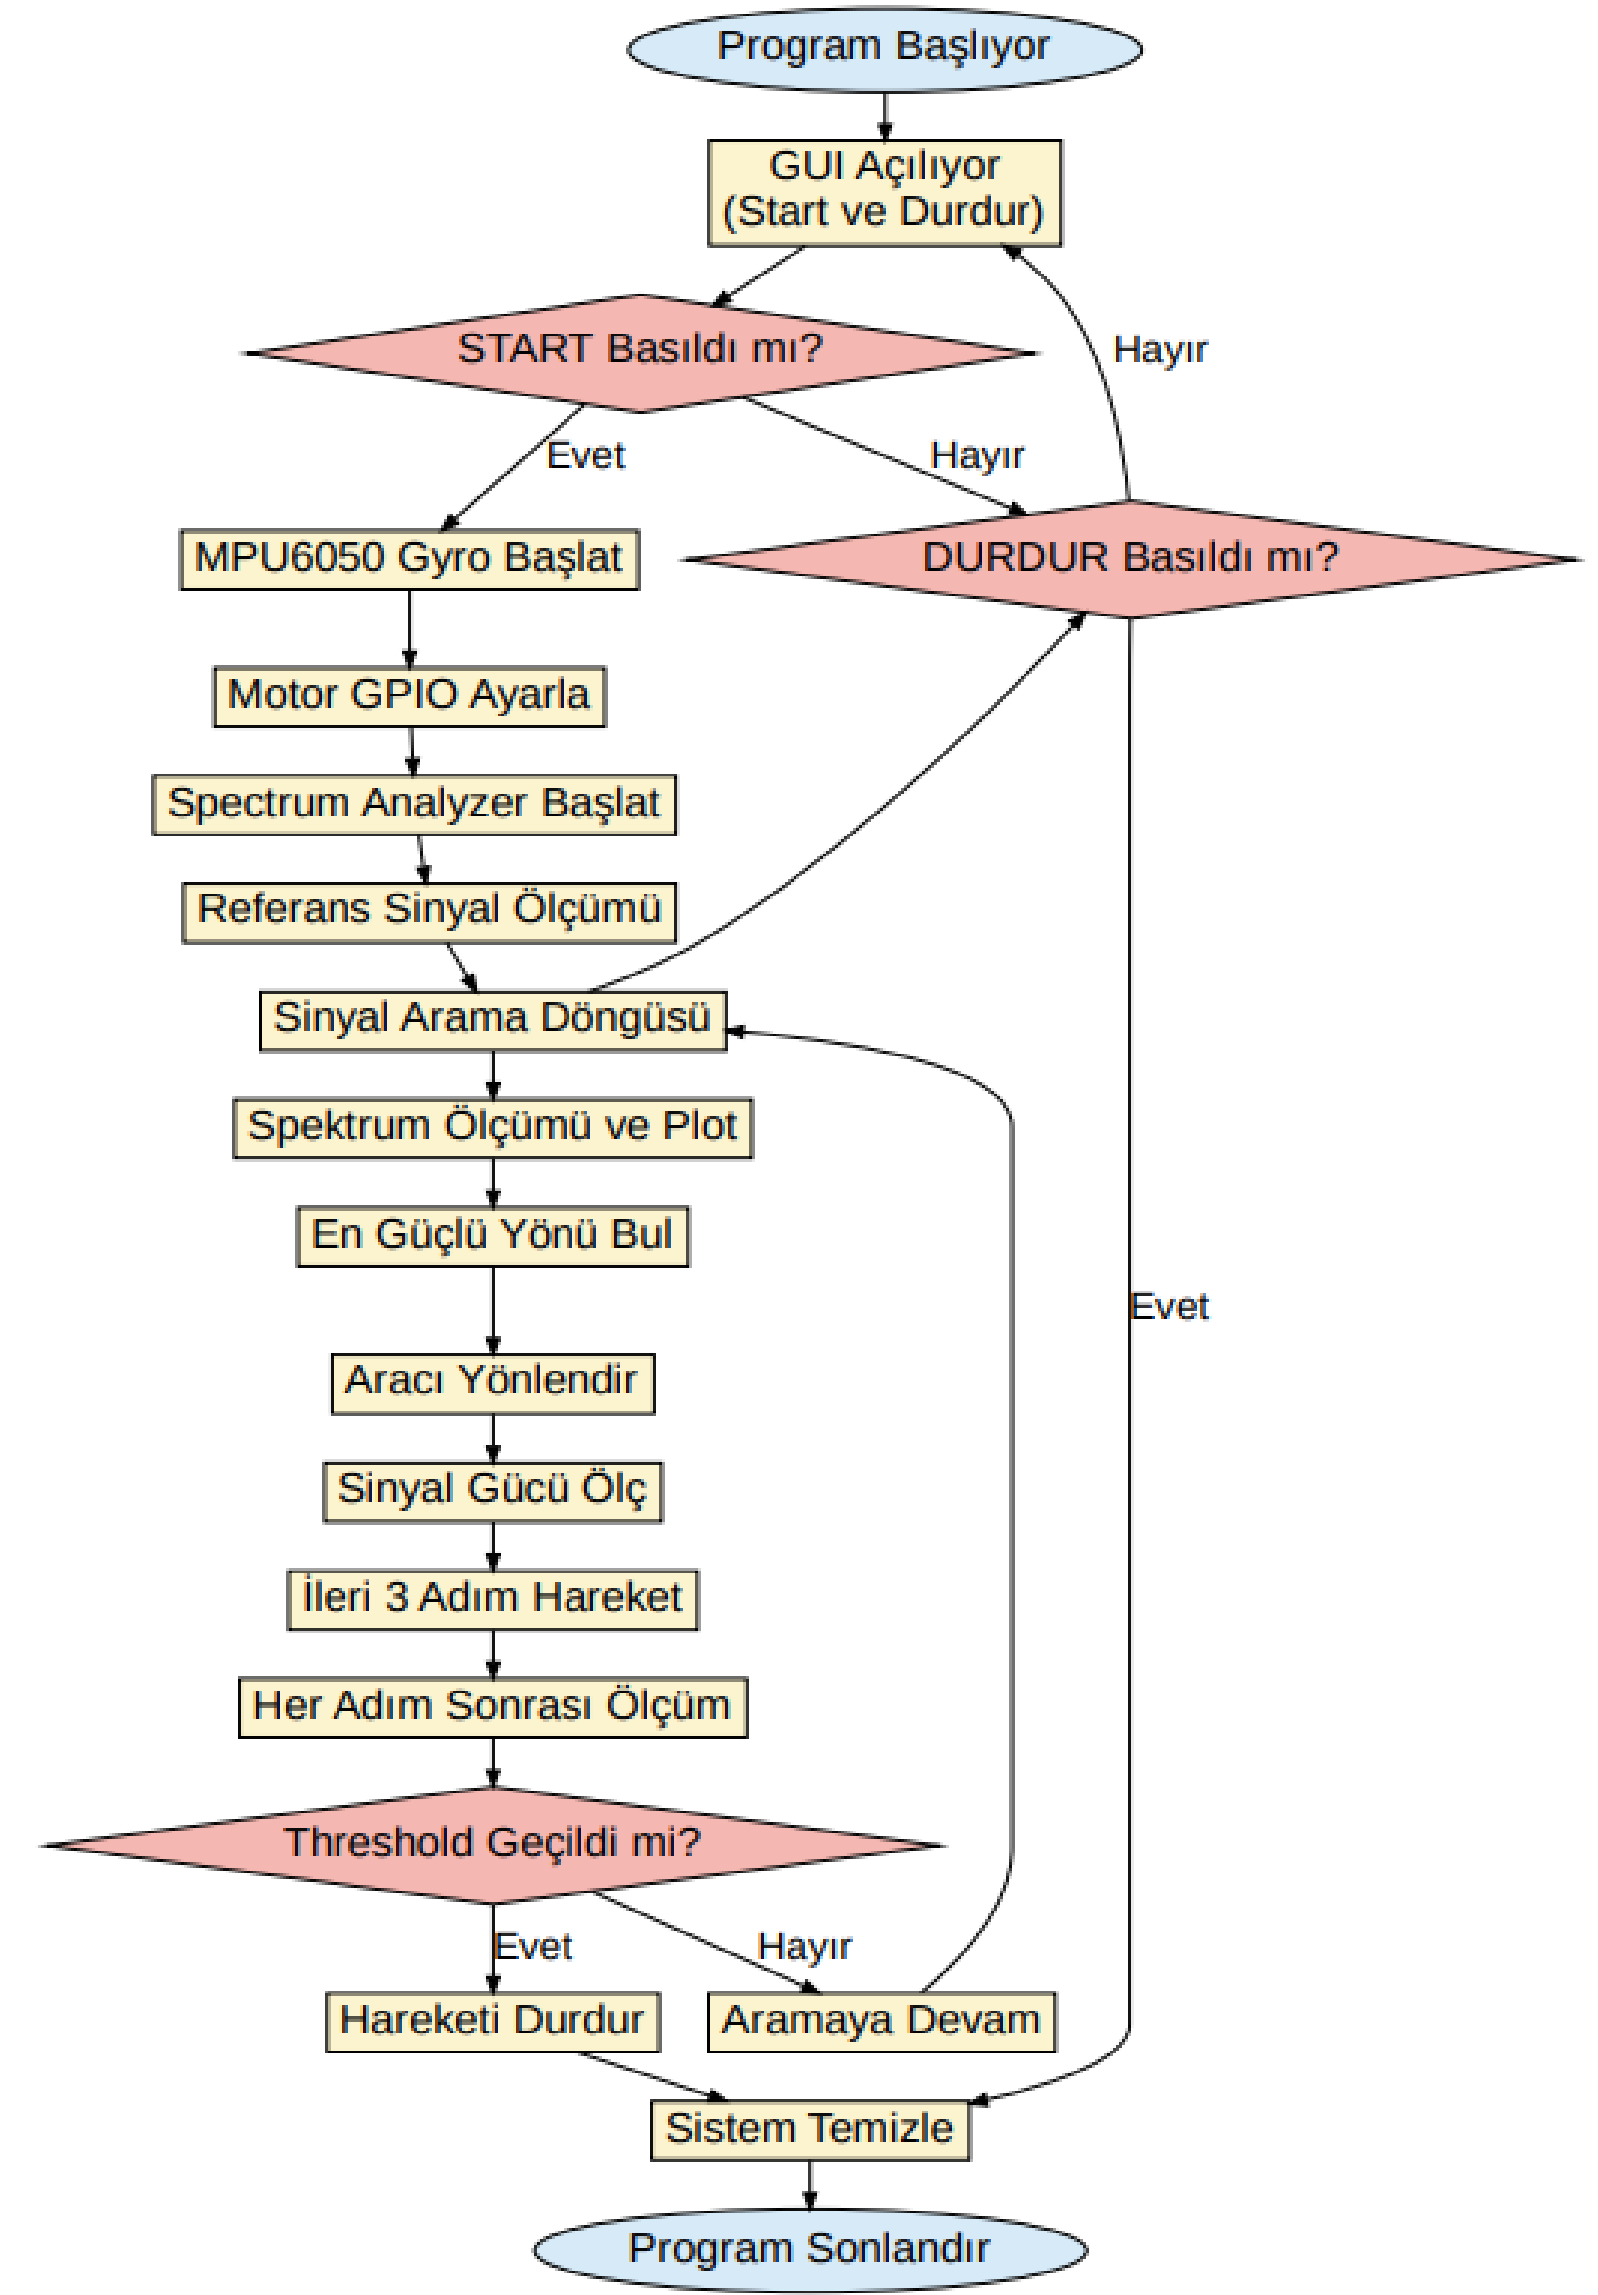 Program Başlıyor
GUI Açılıyor
(Start ve Durdur)
START Basıldı mı?
Hayır
Evet
Hayır
MPU6050 Gyro Başlat
DURDUR Basıldı mı?
Motor GPIO Ayarla
Spectrum Analyzer Başlat
Referans Sinyal Ölçümü
Sinyal Arama Döngüsü
Spektrum Ölçümü ve Plot
En Güçlü Yönü Bul
Evet
Aracı Yönlendir
Sinyal Gücü Ölç
İleri 3 Adım Hareket
Her Adım Sonrası Ölçüm
Threshold Geçildi mi?
Evet
Hayır
Hareketi Durdur
Aramaya Devam
Sistem Temizle
Program Sonlandır